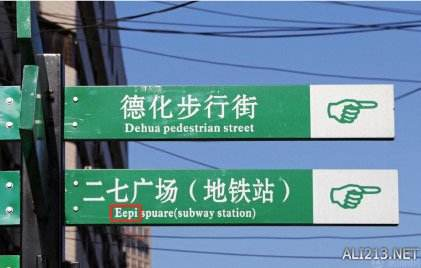 德化步行街
Dehua pedestrian street
二七广场（地铁站）
Eepi spuare(subway station)
ALI213.NET